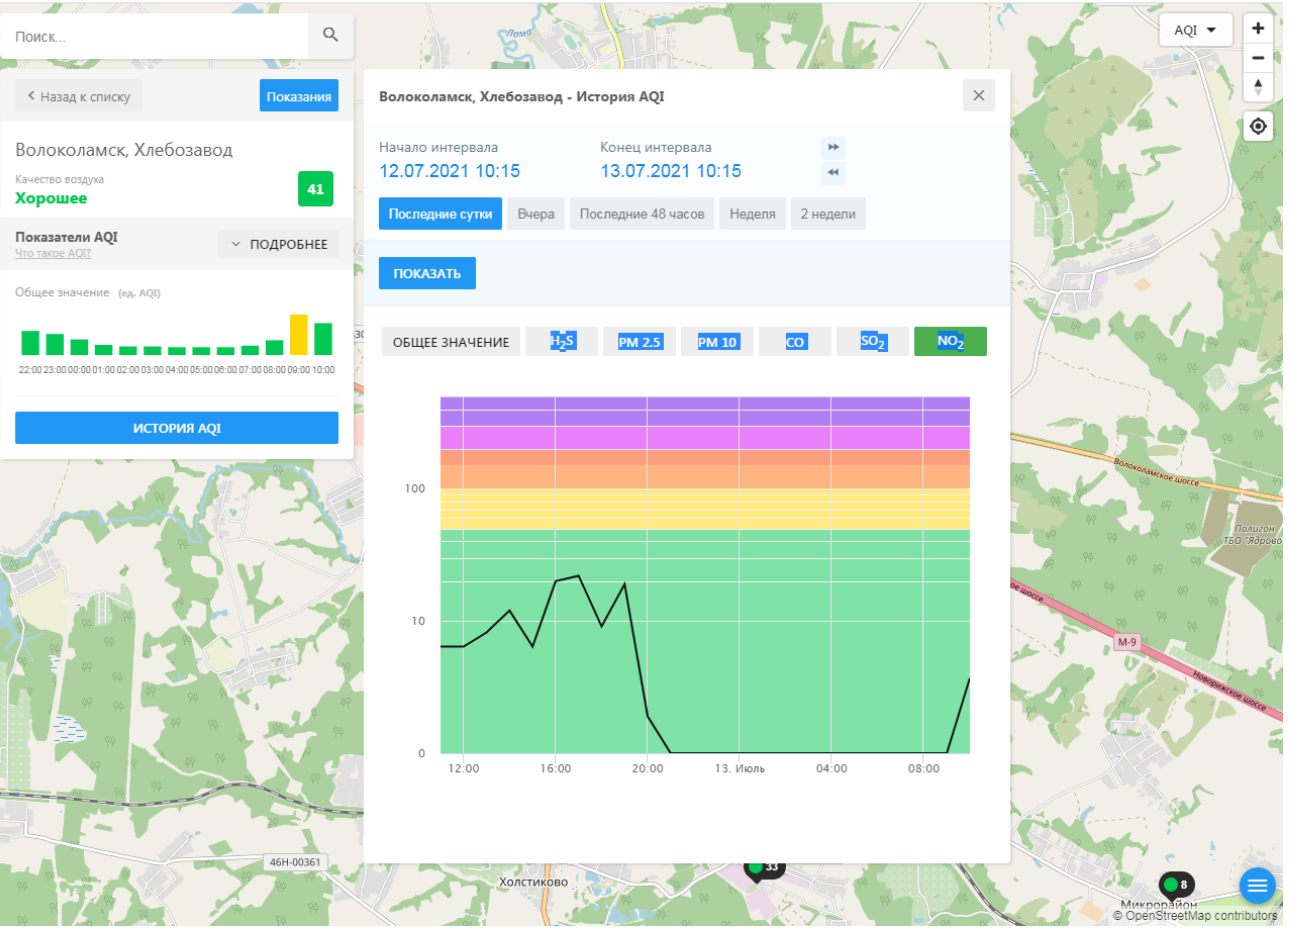 Поиск...
AQI
Назад к списку
Показания
Волоколамск, Хлебозавод
Качество воздуха
Хорошее
41
Показатели AQI
Что такое AQI?
ПОДРОБНЕЕ
Общее значение (ед. AQI)
22:00 23:00 00:00 01:00 02:00 03:00 04:00 05:00 06:00 07:00 08:00 09:00 10:00
ИСТОРИЯ AQI
Волоколамск, Хлебозавод - История AQI
Начало интервала
Конец интервала
12.07.2021 10:15
13.07.2021 10:15
Последние сутки
Вчера
Последние 48 часов
Неделя
2 недели
ПОКАЗАТЬ
ОБЩЕЕ ЗНАЧЕНИЕ
H2S
PM 2.5
PM 10
CO
SO2
NO2
100
10
0
12:00
16:00
20:00
13. Июль
04:00
08:00
Лама
Волоколамское шоссе
Полигон
ТБО "Ядрово
М-9
Новорижское шоссе
46Н-00361
Холстиково
33
8
Микрорайон
© OpenStreetMap contributors